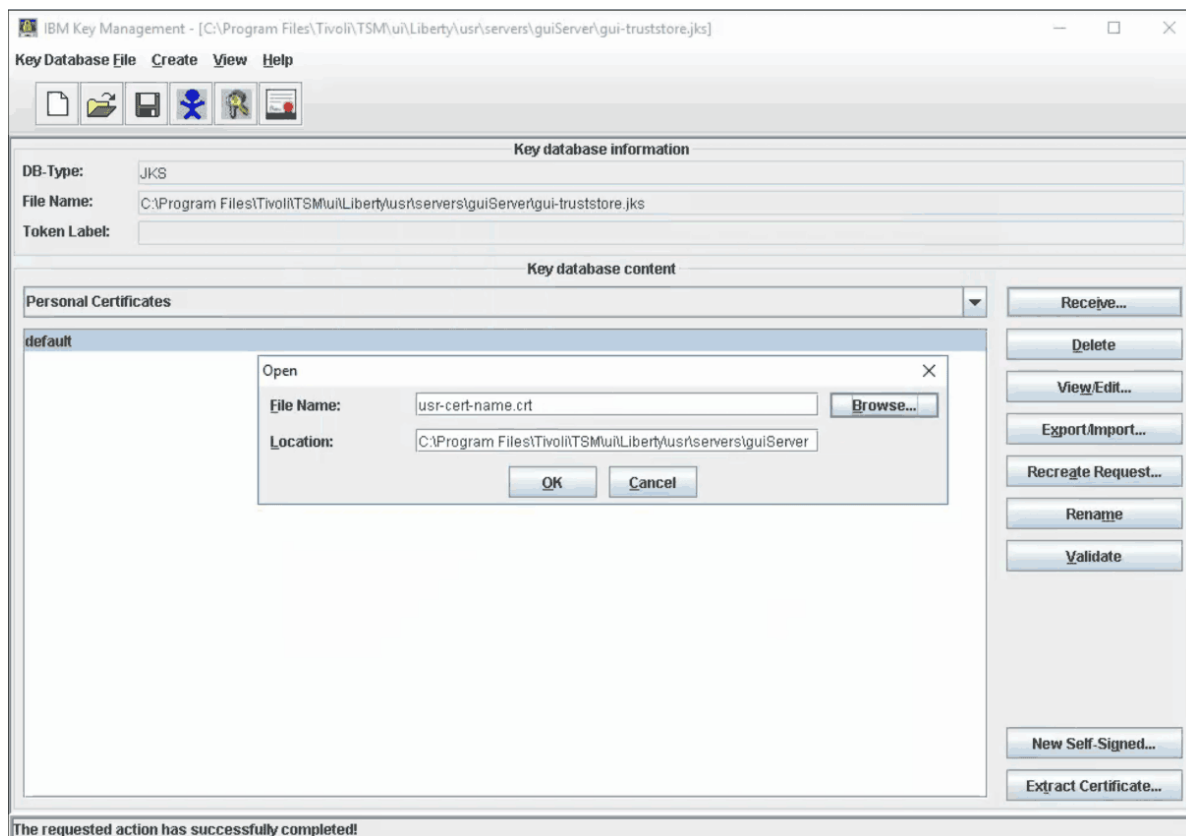 IBM Key Management - [C:\Program Files\Tivoli\TSM\ui\Liberty\usr\servers\guiServer\gui-truststore.jks]
Key Database File Create View Help
Key database information
DB-Type: JKS
File Name: C:\Program Files\Tivoli\TSM\ui\Liberty\usr\servers\guiServer\gui-truststore.jks
Token Label:
Key database content
Personal Certificates
Receive...
default
Delete
Open
View/Edit...
File Name: usr-cert-name.crt Browse...
Export/Import...
Location: C:\Program Files\Tivoli\TSM\ui\Liberty\usr\servers\guiServer
Recreate Request...
OK Cancel
Rename
Validate
New Self-Signed...
Extract Certificate...
The requested action has successfully completed!